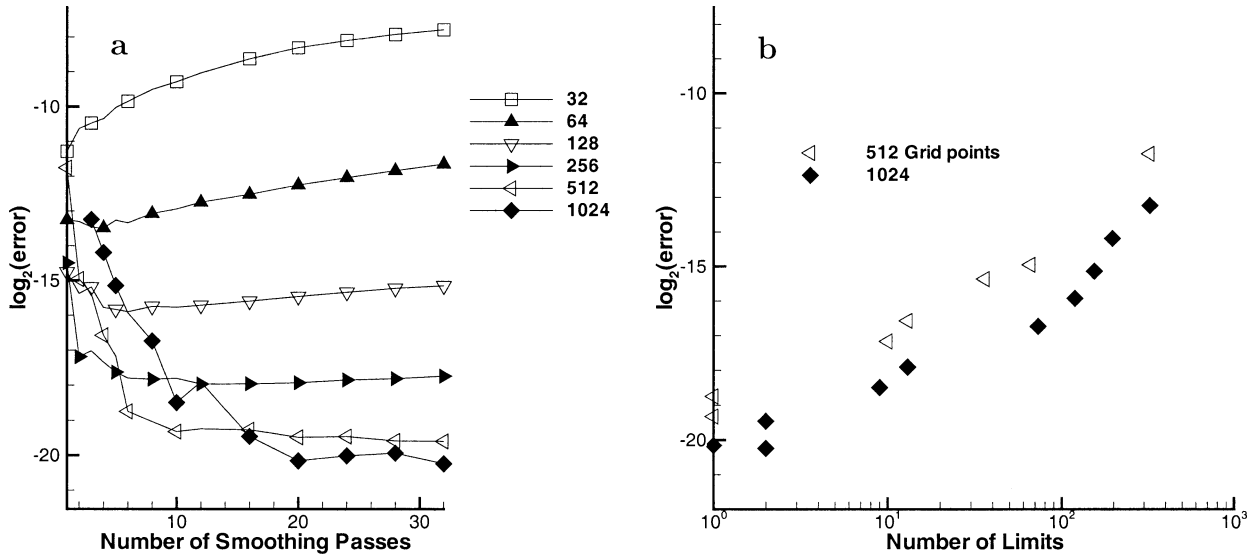 a
-10
-15
-20
log2(error)
10
20
30
Number of Smoothing Passes
32
64
128
256
512
1024
b
-10
-15
-20
log2(error)
512 Grid points
1024
10^0
10^1
10^2
10^3
Number of Limits